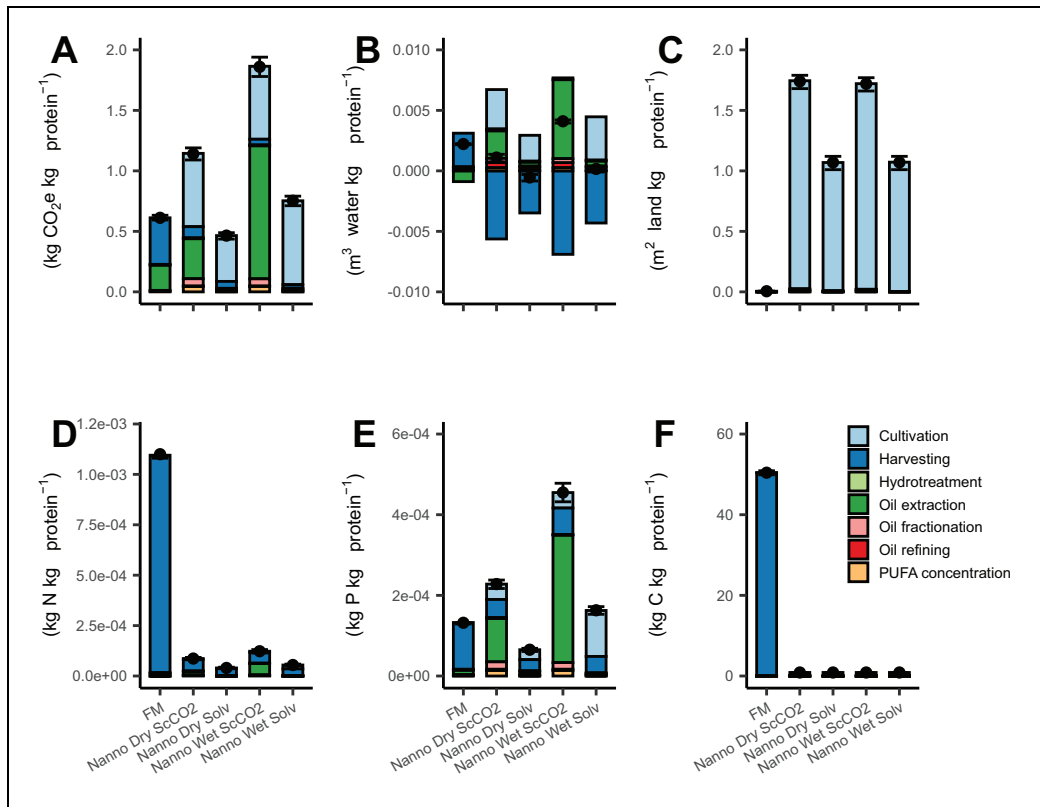 A
(kg CO₂e kg protein⁻¹)
2.0
1.5
1.0
0.5
0.0
B
(m³ water kg protein⁻¹)
0.010
0.005
0.000
-0.005
-0.010
C
(m² land kg protein⁻¹)
2.0
1.5
1.0
0.5
0.0
D
(kg N kg protein⁻¹)
1.2e-03
1.0e-03
7.5e-04
5.0e-04
2.5e-04
0.0e+00
FM
Nanno Dry ScCO2
Nanno Dry Solv
Nanno Wet ScCO2
Nanno Wet Solv
E
(kg P kg protein⁻¹)
6e-04
4e-04
2e-04
0e+00
FM
Nanno Dry ScCO2
Nanno Dry Solv
Nanno Wet ScCO2
Nanno Wet Solv
F
(kg C kg protein⁻¹)
60
40
20
0
FM
Nanno Dry ScCO2
Nanno Dry Solv
Nanno Wet ScCO2
Nanno Wet Solv
Cultivation
Harvesting
Hydrotreatment
Oil extraction
Oil fractionation
Oil refining
PUFA concentration